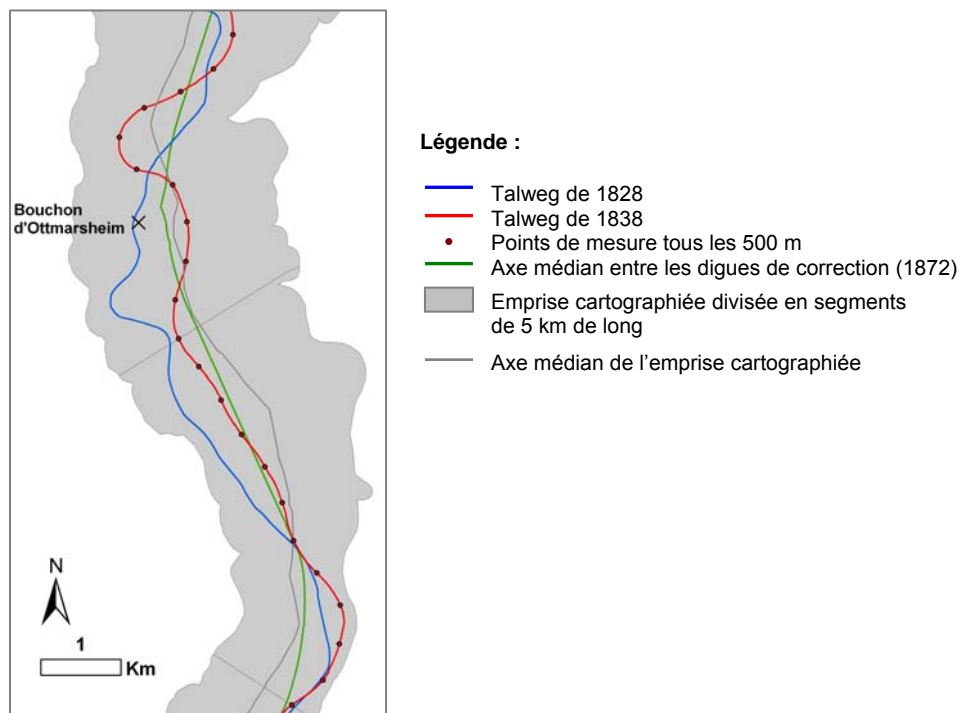 Bouchon
d'Ottmarsheim
N
1
Km
Légende :
Talweg de 1828
Talweg de 1838
Points de mesure tous les 500 m
Axe médian entre les digues de correction (1872)
Emprise cartographiée divisée en segments
de 5 km de long
Axe médian de l’emprise cartographiée